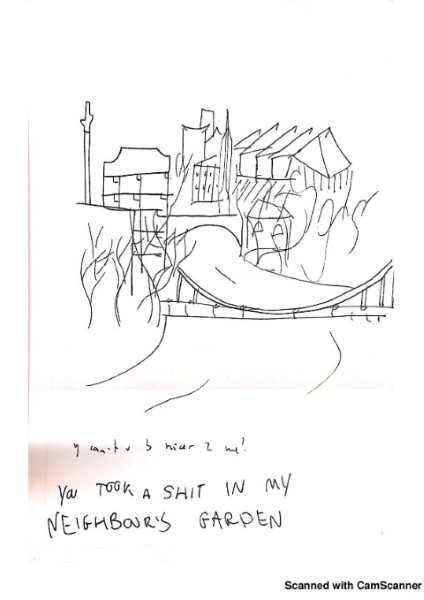 y can't u b nicer 2 me?
YOU TOOK A SHIT IN MY
NEIGHBOUR'S GARDEN
Scanned with CamScanner